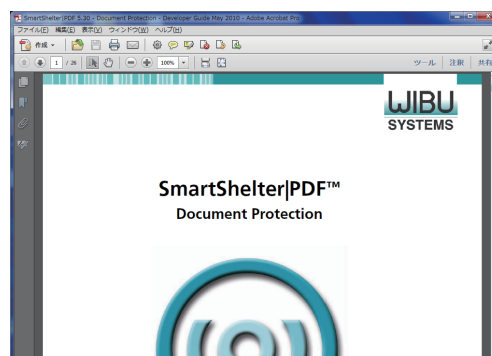 SmartShelter|PDF 5.30 - Document Protection - Developer Guide May 2010 - Adobe Acrobat Pro
ファイル(F) 編集(E) 表示(V) ウィンドウ(W) ヘルプ(H)
作成
1 / 26 100% ツール 注釈 共有
WIBU
SYSTEMS
SmartShelter|PDF™
Document Protection